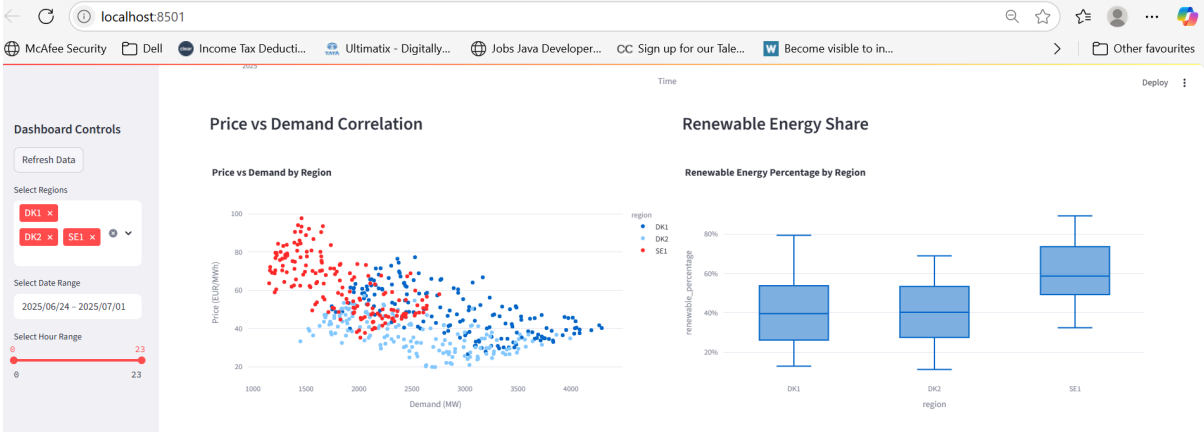 localhost:8501
McAfee Security
Dell
Income Tax Deducti...
Ultimatix - Digitally...
Jobs Java Developer...
CC Sign up for our Tale...
W Become visible to in...
Other favourites
2025
Time
Deploy
Dashboard Controls
Refresh Data
Select Regions
DK1 ×
DK2 × SE1 ×
Select Date Range
2025/06/24 – 2025/07/01
Select Hour Range
0 23
0 23
Price vs Demand Correlation
Price vs Demand by Region
Price (EUR/MWh)
100
80
60
40
20
1000 1500 2000 2500 3000 3500 4000
Demand (MW)
region
DK1
DK2
SE1
Renewable Energy Share
Renewable Energy Percentage by Region
renewable_percentage
80%
60%
40%
20%
DK1 DK2 SE1
region